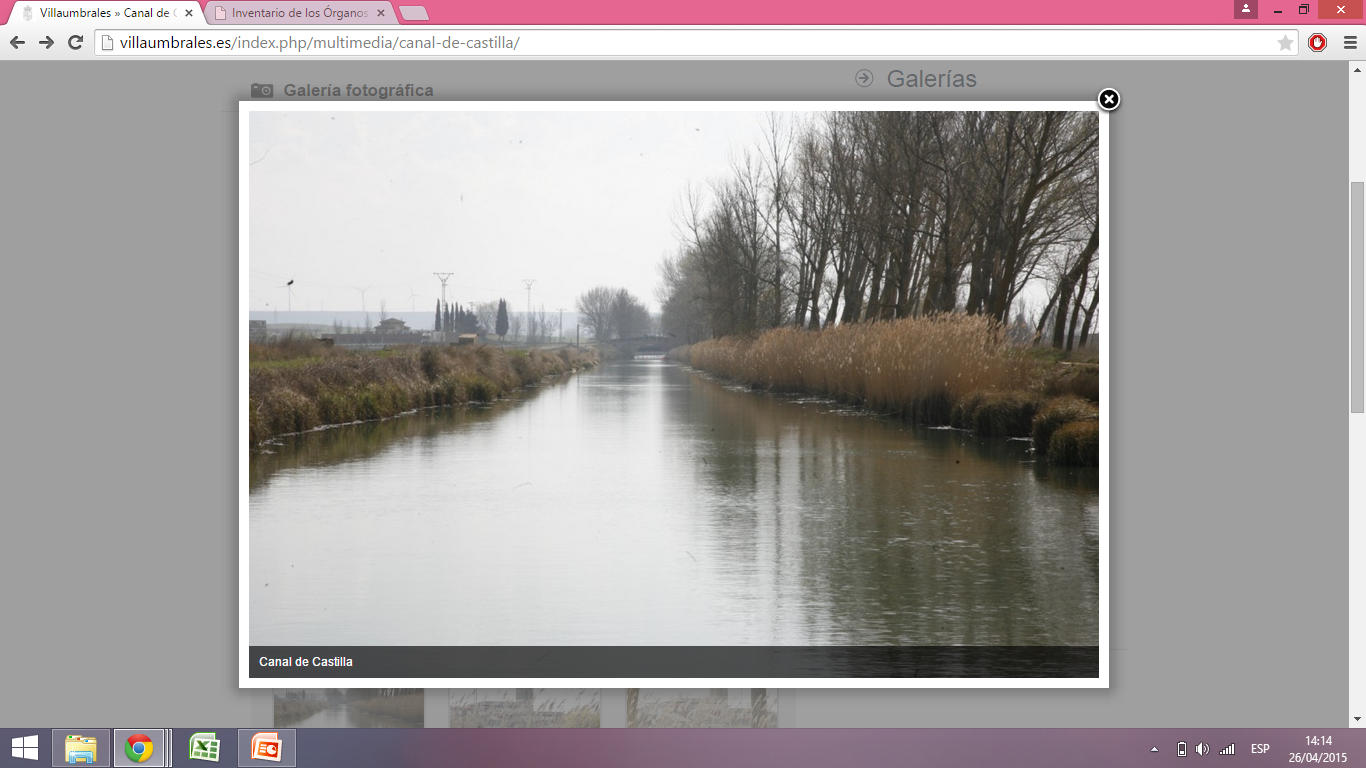 Villaumbrales » Canal de C
Inventario de los Órganos
villaumbrales.es/index.php/multimedia/canal-de-castilla/
Galería fotográfica
Galerías
Canal de Castilla
ESP
14:14
26/04/2015